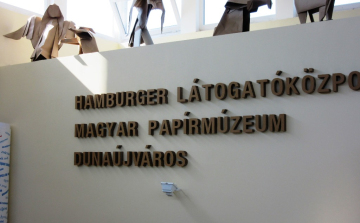 HAMBURGER LÁTOGATÓKÖZPO
MAGYAR PAPÍRMÚZEUM
DUNAÚJVÁROS